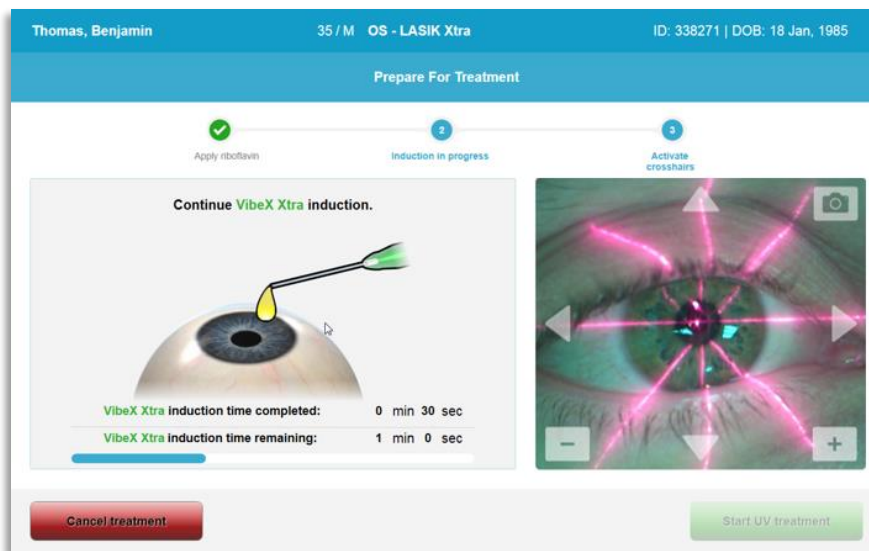 Thomas, Benjamin 35 / M OS - LASIK Xtra ID: 338271 | DOB: 18 Jan, 1985
Prepare For Treatment
2 3
Apply riboflavin Induction in progress Activate
crosshairs
Continue VibeX Xtra induction.
VibeX Xtra induction time completed: 0 min 30 sec
VibeX Xtra induction time remaining: 1 min 0 sec
Cancel treatment Start UV treatment